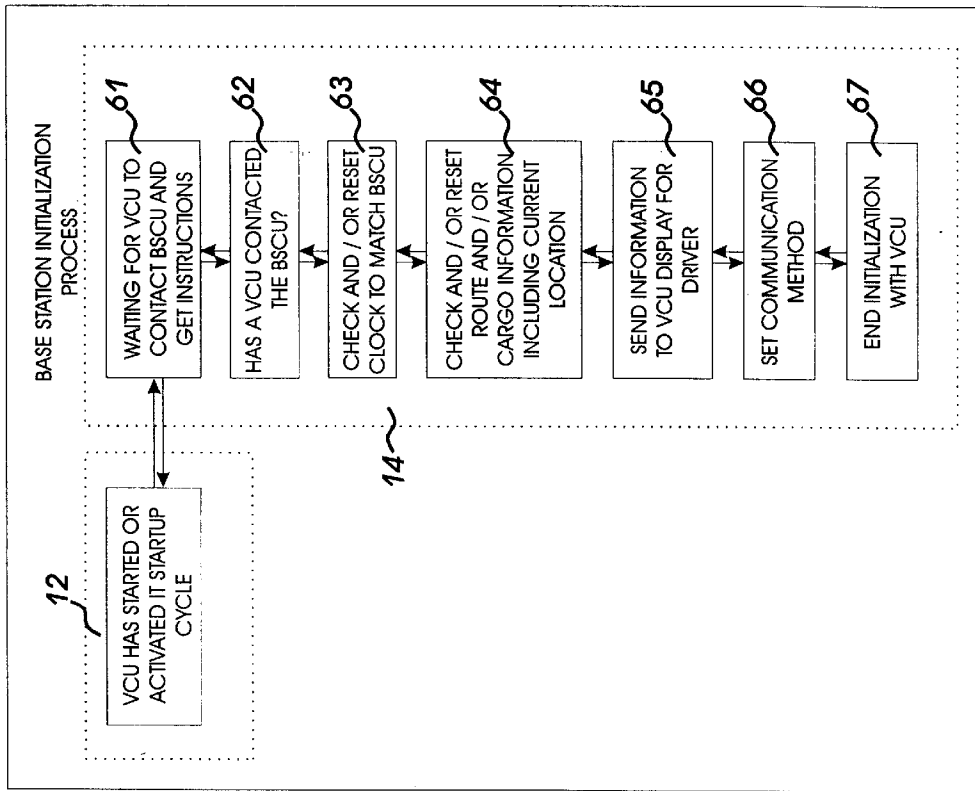 BASE STATION INITIALIZATION
PROCESS
12
VCU HAS STARTED OR
ACTIVATED IT STARTUP
CYCLE
14
WAITING FOR VCU TO
CONTACT BSCU AND
GET INSTRUCTIONS
61
HAS A VCU CONTACTED
THE BSCU?
62
CHECK AND / OR RESET
CLOCK TO MATCH BSCU
63
CHECK AND / OR RESET
ROUTE AND / OR
CARGO INFORMATION
INCLUDING CURRENT
LOCATION
64
SEND INFORMATION
TO VCU DISPLAY FOR
DRIVER
65
SET COMMUNICATION
METHOD
66
END INITIALIZATION
WITH VCU
67